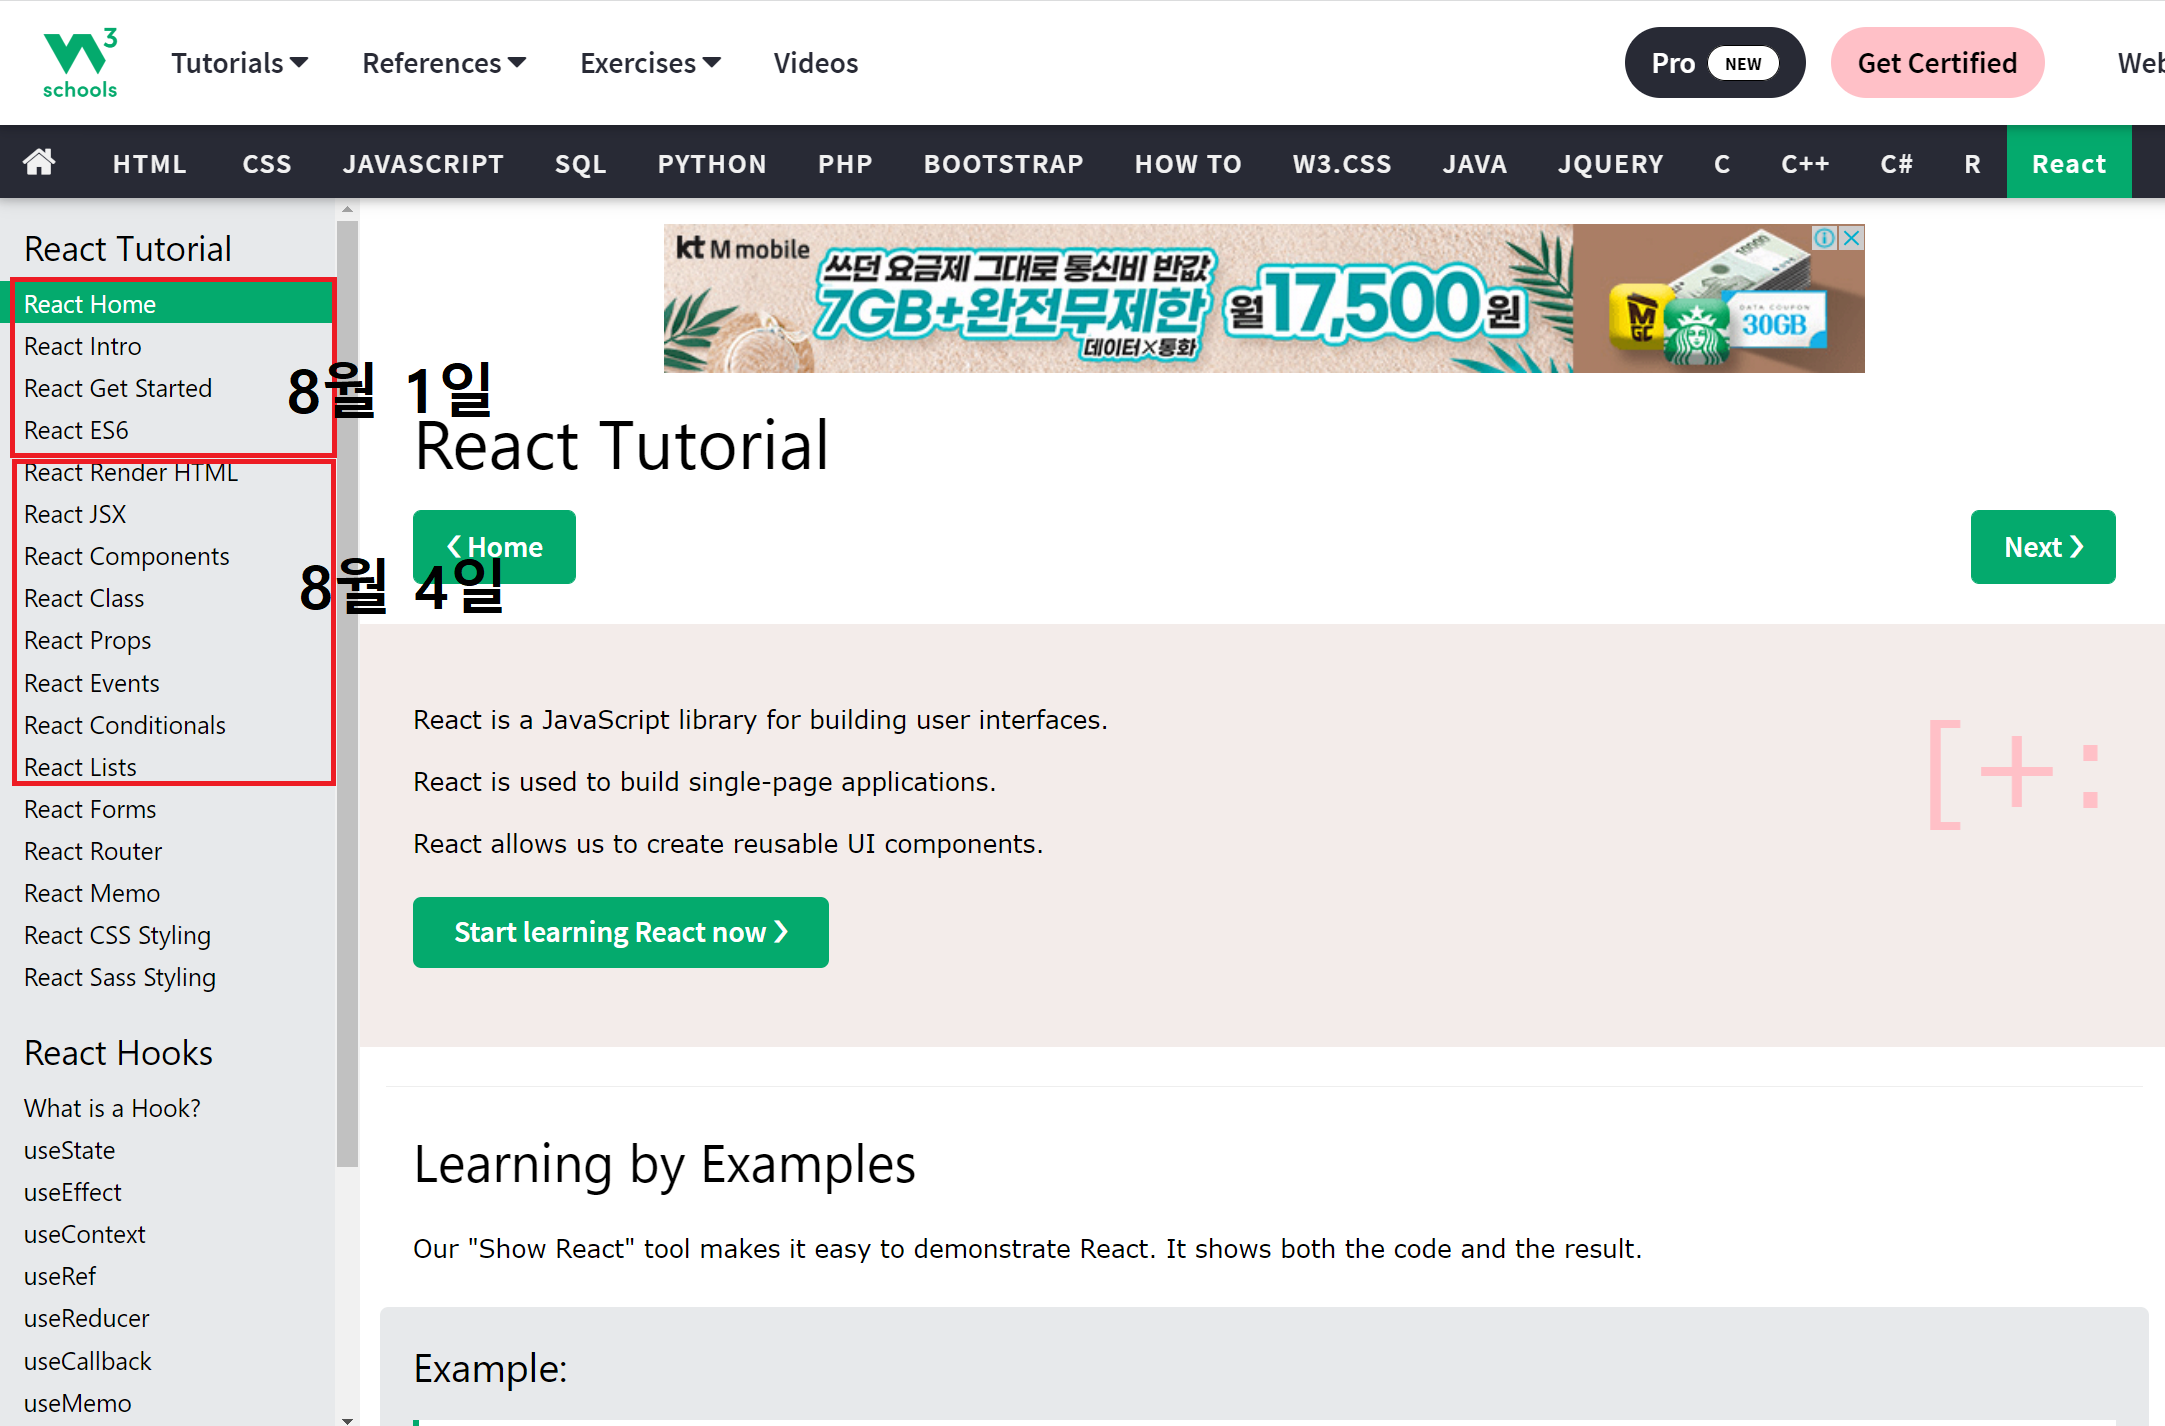 W3 schools
Tutorials References Exercises Videos Pro NEW Get Certified Web
HTML CSS JAVASCRIPT SQL PYTHON PHP BOOTSTRAP HOW TO W3.CSS JAVA JQUERY C C++ C# R React
React Tutorial
React Home
React Intro
React Get Started
React ES6
8월 1일
React Render HTML
React JSX
React Components
React Class
React Props
React Events
React Conditionals
React Lists
8월 4일
React Forms
React Router
React Memo
React CSS Styling
React Sass Styling
React Hooks
What is a Hook?
useState
useEffect
useContext
useRef
useReducer
useCallback
useMemo
kt M mobile
쓰던 요금제 그대로 통신비 반값
7GB+완전무제한
데이터X통화
월17,500원
10000
MGC
DATA COUPON
30GB
React Tutorial
❮ Home
Next ❯
React is a JavaScript library for building user interfaces.
React is used to build single-page applications.
React allows us to create reusable UI components.
[+:
Start learning React now ❯
Learning by Examples
Our "Show React" tool makes it easy to demonstrate React. It shows both the code and the result.
Example: